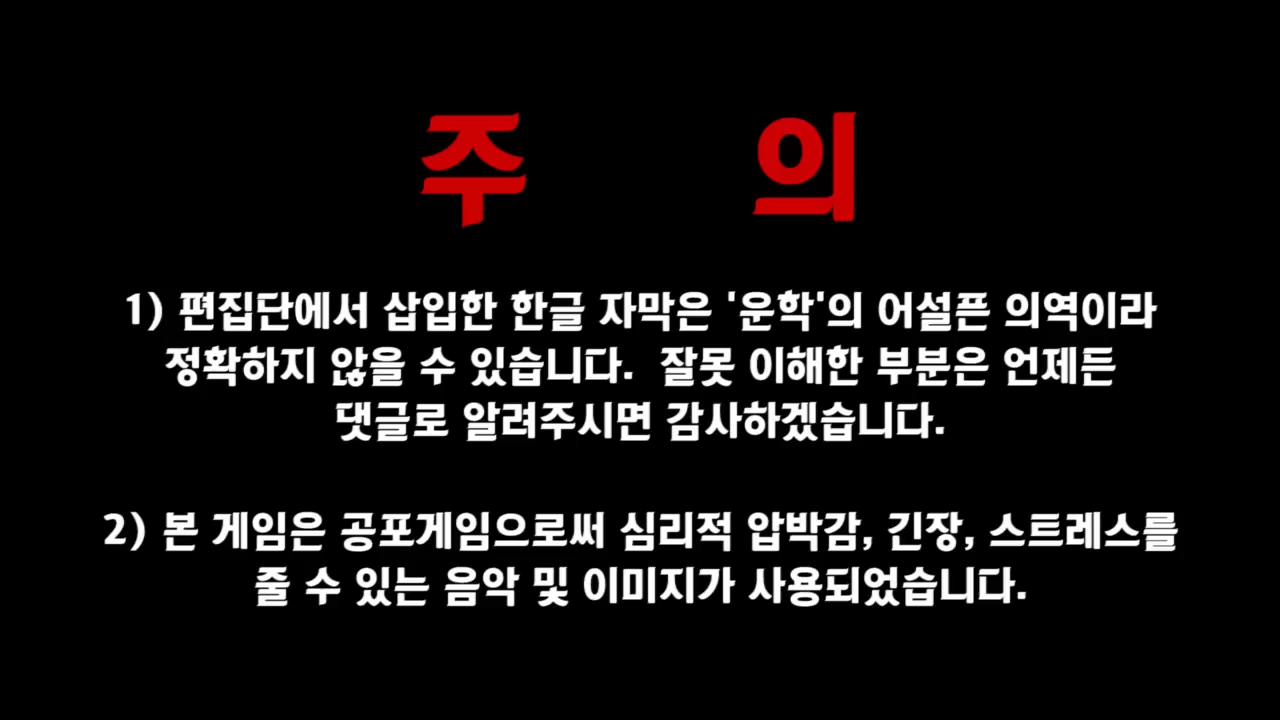 주 의
1) 편집단에서 삽입한 한글 자막은 '운학'의 어설픈 의역이라
정확하지 않을 수 있습니다. 잘못 이해한 부분은 언제든
댓글로 알려주시면 감사하겠습니다.
2) 본 게임은 공포게임으로써 심리적 압박감, 긴장, 스트레스를
줄 수 있는 음악 및 이미지가 사용되었습니다.